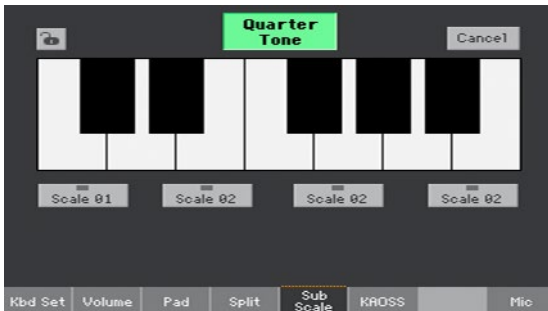 Quarter
Tone
Cancel
Scale 01 Scale 02 Scale 02 Scale 02
Kbd Set Volume Pad Split Sub Scale KAOSS Mic